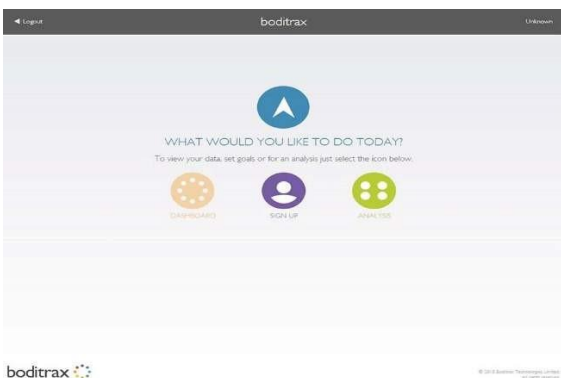 Logout
boditrax
Unknown
WHAT WOULD YOU LIKE TO DO TODAY?
To view your data, set goals or for an analysis just select the icon below.
DASHBOARD
SIGN UP
ANALYSIS
boditrax